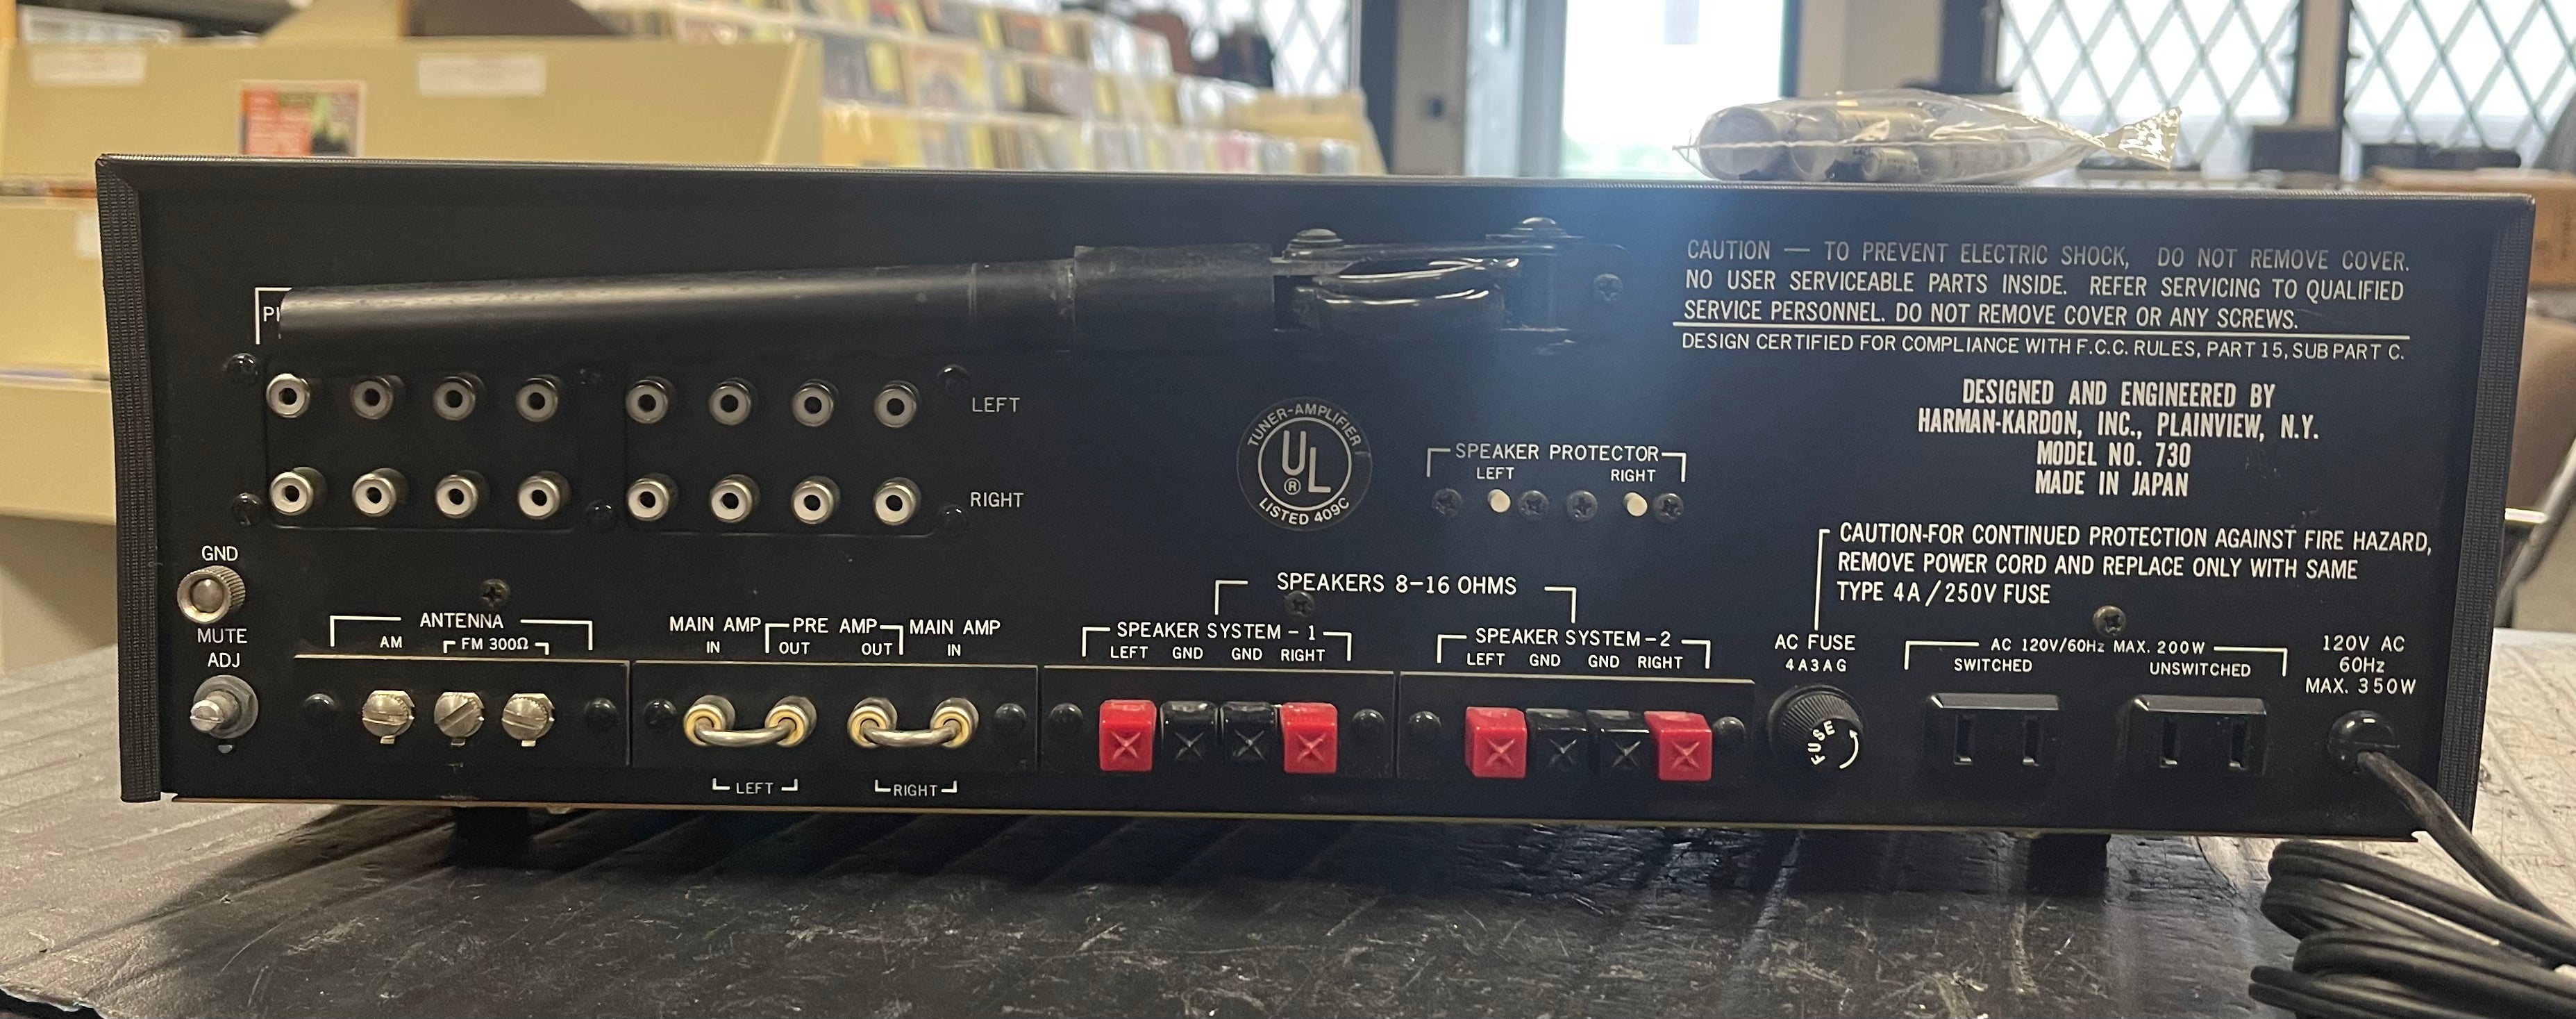 CAUTION — TO PREVENT ELECTRIC SHOCK, DO NOT REMOVE COVER.
NO USER SERVICEABLE PARTS INSIDE. REFER SERVICING TO QUALIFIED
SERVICE PERSONNEL. DO NOT REMOVE COVER OR ANY SCREWS.
DESIGN CERTIFIED FOR COMPLIANCE WITH F.C.C. RULES, PART 15, SUB PART C.
LEFT
RIGHT
TUNER-AMPLIFIER
UL
®
LISTED 409C
SPEAKER PROTECTOR
LEFT RIGHT
DESIGNED AND ENGINEERED BY
HARMAN-KARDON, INC., PLAINVIEW, N.Y.
MODEL NO. 730
MADE IN JAPAN
CAUTION-FOR CONTINUED PROTECTION AGAINST FIRE HAZARD,
REMOVE POWER CORD AND REPLACE ONLY WITH SAME
TYPE 4A/250V FUSE
GND
MUTE
ADJ
ANTENNA
AM FM 300Ω
MAIN AMP PRE AMP MAIN AMP
IN OUT OUT IN
LEFT RIGHT
SPEAKERS 8-16 OHMS
SPEAKER SYSTEM - 1
LEFT GND GND RIGHT
SPEAKER SYSTEM - 2
LEFT GND GND RIGHT
AC FUSE
4A3AG
FUSE
AC 120V/60Hz MAX. 200W
SWITCHED UNSWITCHED
120V AC
60Hz
MAX. 350W